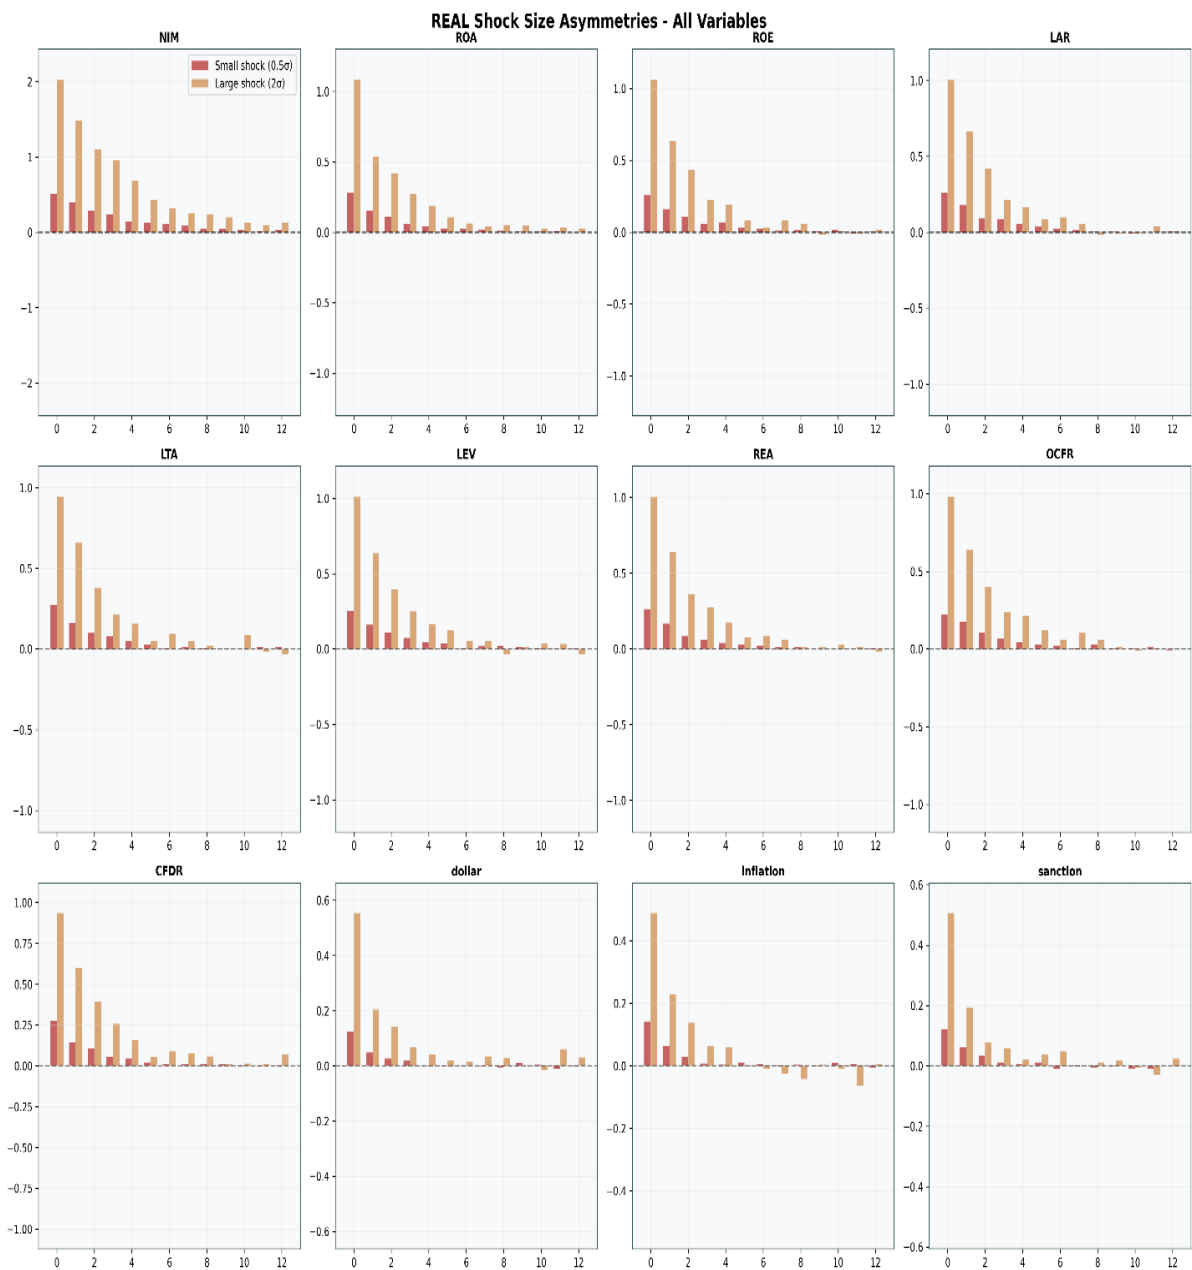 REAL Shock Size Asymmetries - All Variables
NIM
ROA
ROE
LAR
Small shock (0.5σ)
Large shock (2σ)
2
1
0
−1
−2
0 2 4 6 8 10 12
1.0
0.5
0.0
−0.5
−1.0
0 2 4 6 8 10 12
1.0
0.5
0.0
−0.5
−1.0
0 2 4 6 8 10 12
1.0
0.5
0.0
−0.5
−1.0
0 2 4 6 8 10 12
LTA
LEV
REA
OCFR
1.0
0.5
0.0
−0.5
−1.0
0 2 4 6 8 10 12
1.0
0.5
0.0
−0.5
−1.0
0 2 4 6 8 10 12
1.0
0.5
0.0
−0.5
−1.0
0 2 4 6 8 10 12
1.0
0.5
0.0
−0.5
−1.0
0 2 4 6 8 10 12
CFDR
dollar
Inflation
sanction
1.00
0.75
0.50
0.25
0.00
−0.25
−0.50
−0.75
−1.00
0 2 4 6 8 10 12
0.6
0.4
0.2
0.0
−0.2
−0.4
−0.6
0 2 4 6 8 10 12
0.4
0.2
0.0
−0.2
−0.4
0 2 4 6 8 10 12
0.6
0.4
0.2
0.0
−0.2
−0.4
−0.6
0 2 4 6 8 10 12